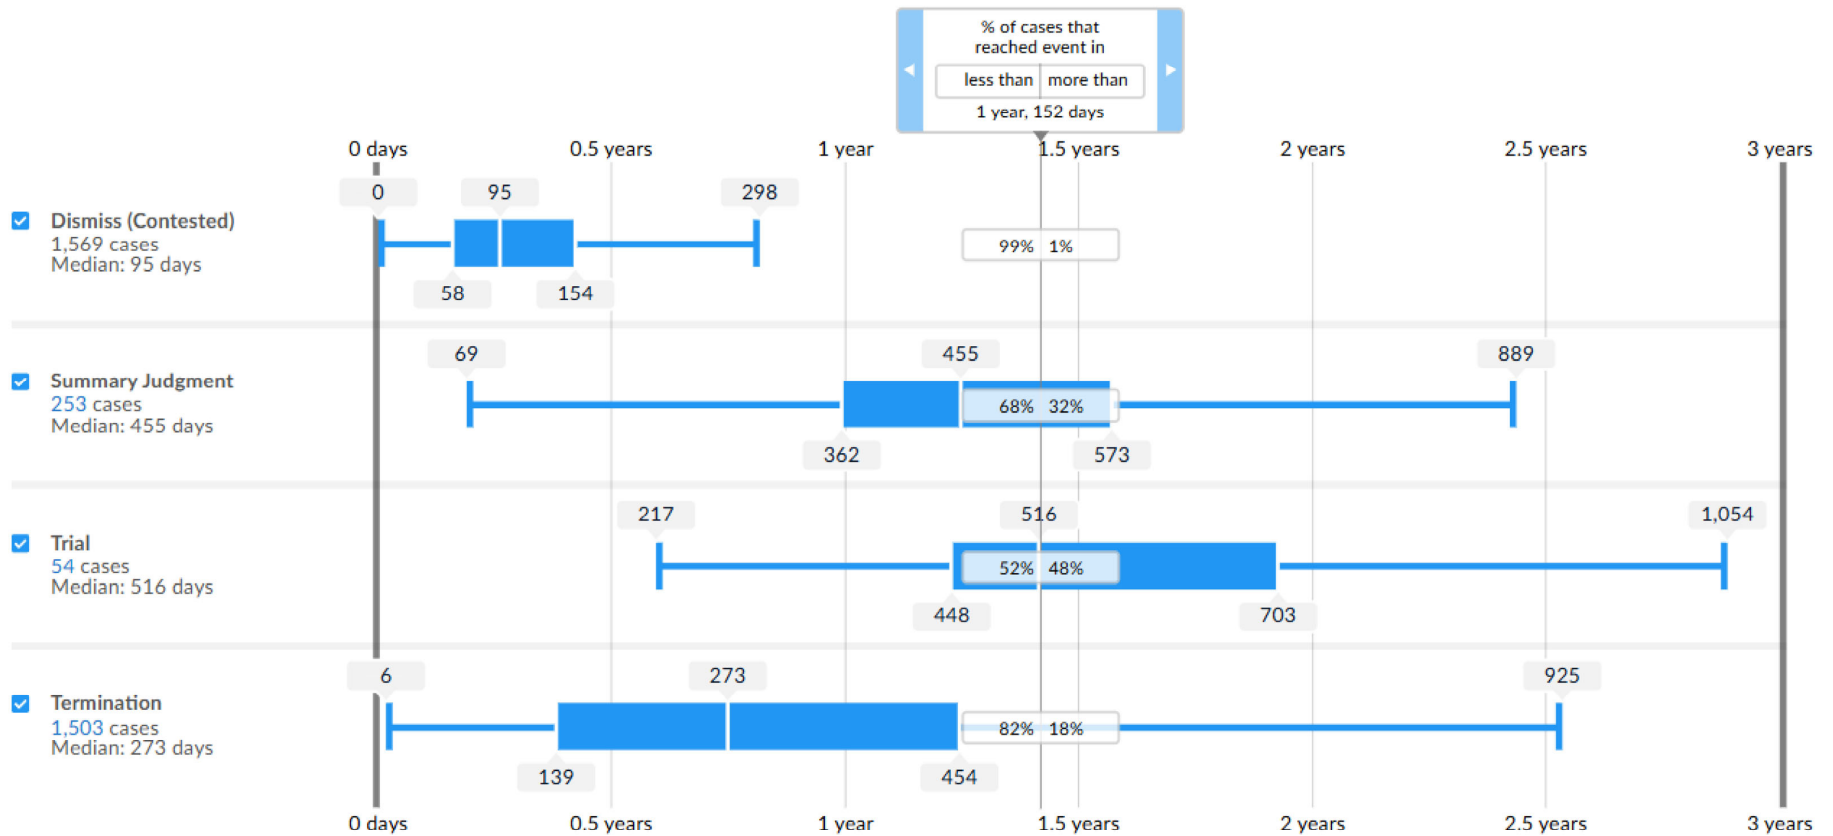 % of cases that
reached event in
less than more than
1 year, 152 days
0 days 0.5 years 1 year 1.5 years 2 years 2.5 years 3 years
0 95 298
Dismiss (Contested)
1,569 cases
Median: 95 days
99% 1%
58 154
69 455 889
Summary Judgment
253 cases
Median: 455 days
68% 32%
362 573
217 516 1,054
Trial
54 cases
Median: 516 days
52% 48%
448 703
6 273 925
Termination
1,503 cases
Median: 273 days
82% 18%
139 454
0 days 0.5 years 1 year 1.5 years 2 years 2.5 years 3 years